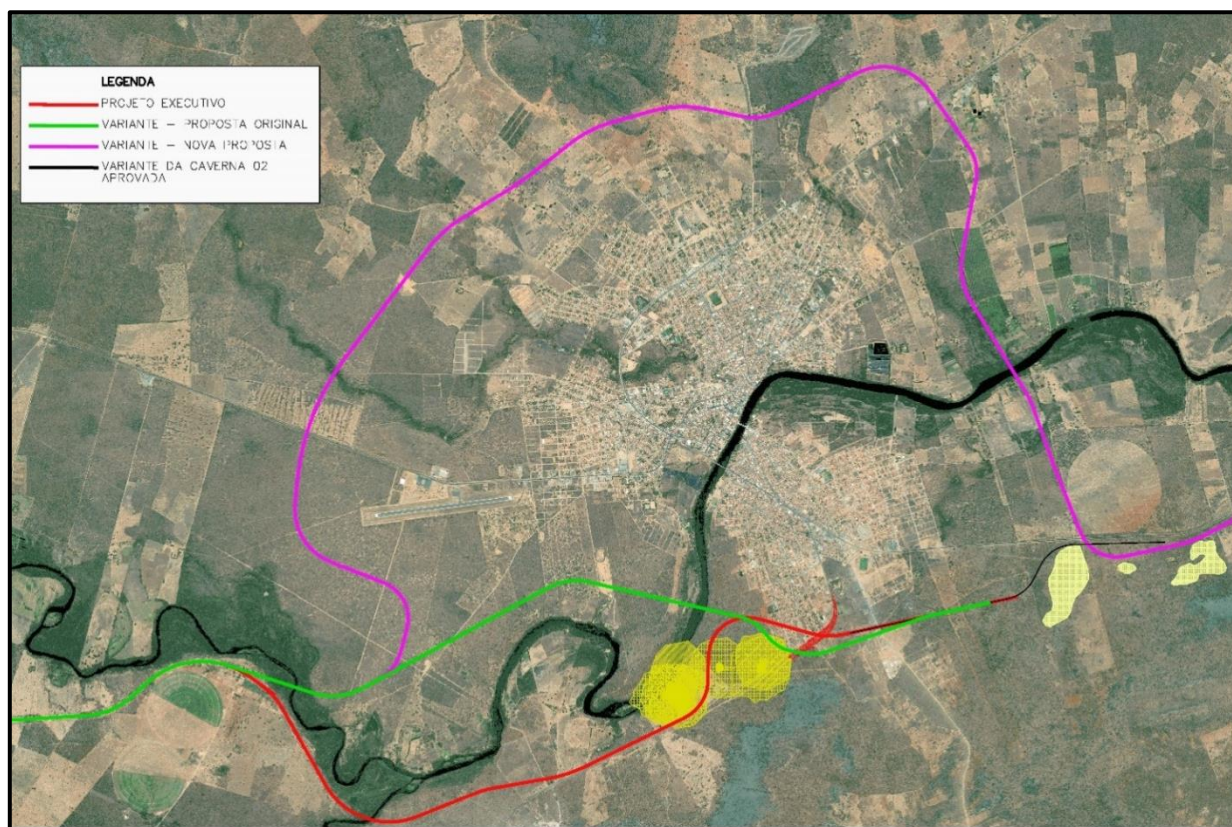 LEGENDA
PROJETO EXECUTIVO
VARIANTE – PROPOSTA ORIGINAL
VARIANTE – NOVA PROPOSTA
VARIANTE DA CAVERNA 02
APROVADA